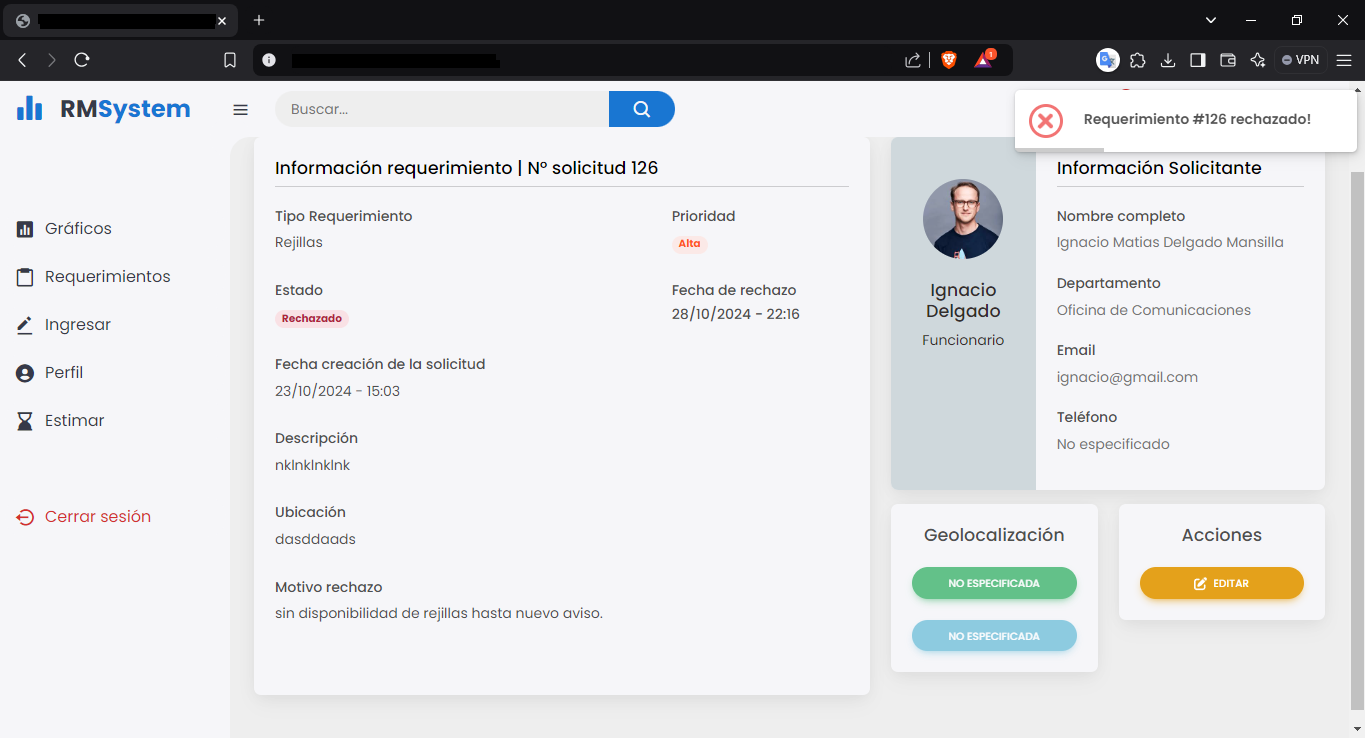 VPN
1
RMSystem
Buscar...
Requerimiento #126 rechazado!
Gráficos
Requerimientos
Ingresar
Perfil
Estimar
Cerrar sesión
Información requerimiento | Nº solicitud 126
Tipo Requerimiento
Rejillas
Prioridad
Alta
Estado
Rechazado
Fecha de rechazo
28/10/2024 - 22:16
Fecha creación de la solicitud
23/10/2024 - 15:03
Descripción
nklnklnklnk
Ubicación
dasddaads
Motivo rechazo
sin disponibilidad de rejillas hasta nuevo aviso.
Ignacio
Delgado
Funcionario
Información Solicitante
Nombre completo
Ignacio Matias Delgado Mansilla
Departamento
Oficina de Comunicaciones
Email
ignacio@gmail.com
Teléfono
No especificado
Geolocalización
NO ESPECIFICADA
NO ESPECIFICADA
Acciones
EDITAR